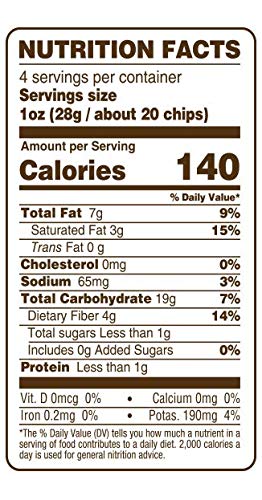 NUTRITION FACTS
4 servings per container
Servings size
1oz (28g / about 20 chips)
Amount per Serving
Calories 140
% Daily Value*
Total Fat 7g 9%
Saturated Fat 3g 15%
Trans Fat 0 g
Cholesterol 0mg 0%
Sodium 65mg 3%
Total Carbohydrate 19g 7%
Dietary Fiber 4g 14%
Total sugars Less than 1g
Includes 0g Added Sugars 0%
Protein Less than 1g
Vit. D 0mcg 0% • Calcium 0mg 0%
Iron 0.2mg 0% • Potas. 190mg 4%
*The % Daily Value (DV) tells you how much a nutrient in a
serving of food contributes to a daily diet. 2,000 calories a
day is used for general nitrition advice.